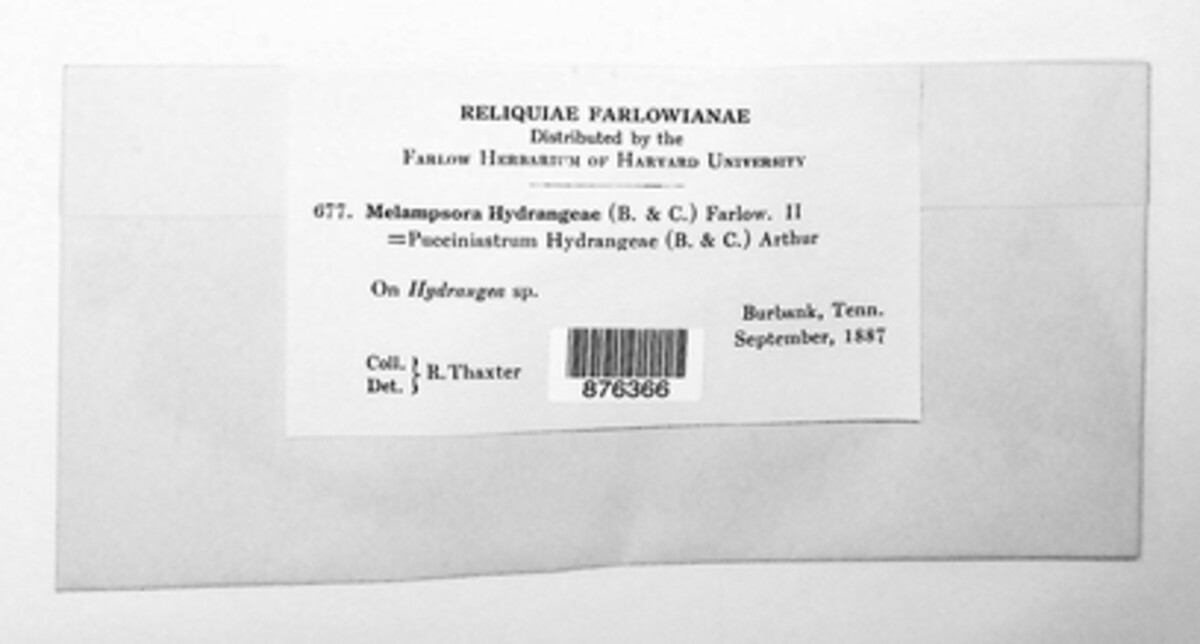 RELIQUIAE FARLOWIANAE
Distributed by the
FARLOW HERBARIUM OF HARVARD UNIVERSITY
677. Melampsora Hydrangeae (B. & C.) Farlow. II
=Pucciniastrum Hydrangeae (B. & C.) Arthur
On Hydrangea sp.
Burbank, Tenn.
September, 1887
Coll. } R. Thaxter
Det.
876366